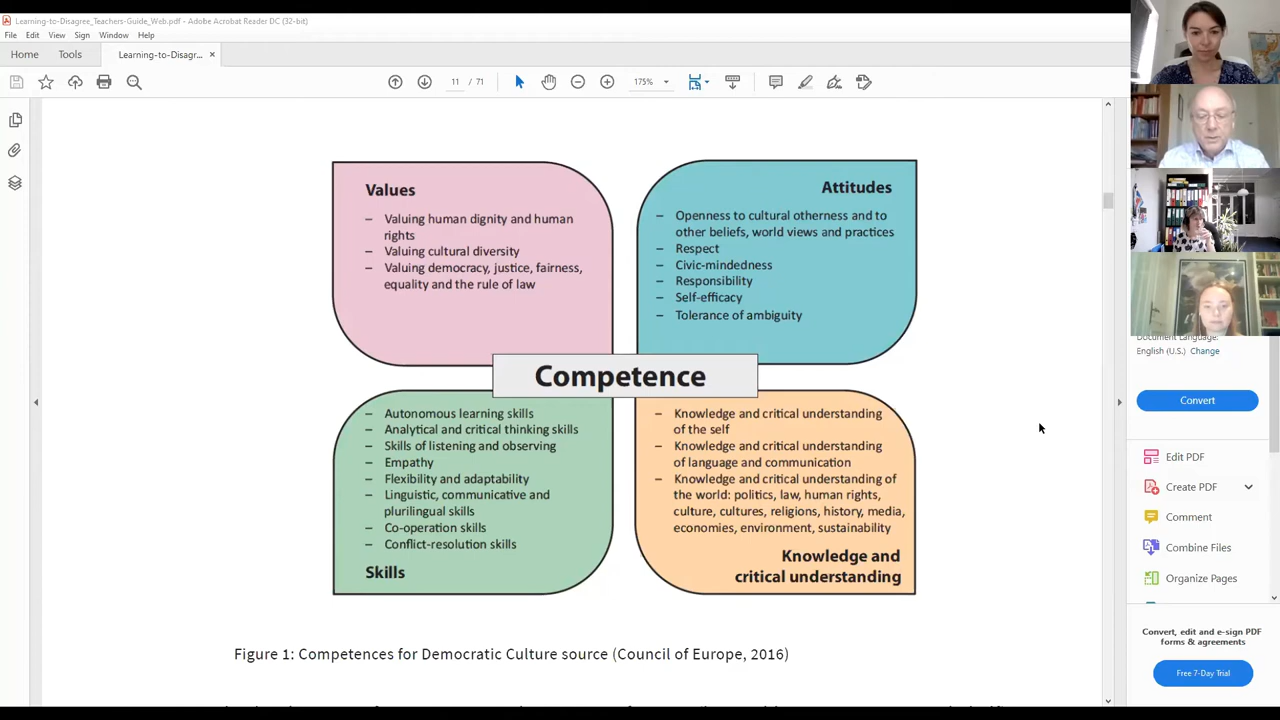 Learning-to-Disagree_Teachers-Guide_Web.pdf - Adobe Acrobat Reader DC (32-bit)
File Edit View Sign Window Help
Home Tools Learning-to-Disagr... ×
11 / 71 175%
Values
– Valuing human dignity and human
rights
– Valuing cultural diversity
– Valuing democracy, justice, fairness,
equality and the rule of law
Attitudes
– Openness to cultural otherness and to
other beliefs, world views and practices
– Respect
– Civic-mindedness
– Responsibility
– Self-efficacy
– Tolerance of ambiguity
Competence
– Autonomous learning skills
– Analytical and critical thinking skills
– Skills of listening and observing
– Empathy
– Flexibility and adaptability
– Linguistic, communicative and
plurilingual skills
– Co-operation skills
– Conflict-resolution skills
Skills
– Knowledge and critical understanding
of the self
– Knowledge and critical understanding
of language and communication
– Knowledge and critical understanding of
the world: politics, law, human rights,
culture, cultures, religions, history, media,
economies, environment, sustainability
Knowledge and
critical understanding
Figure 1: Competences for Democratic Culture source (Council of Europe, 2016)
Document Language:
English (U.S.) Change
Convert
Edit PDF
Create PDF
Comment
Combine Files
Organize Pages
Convert, edit and e-sign PDF
forms & agreements
Free 7-Day Trial